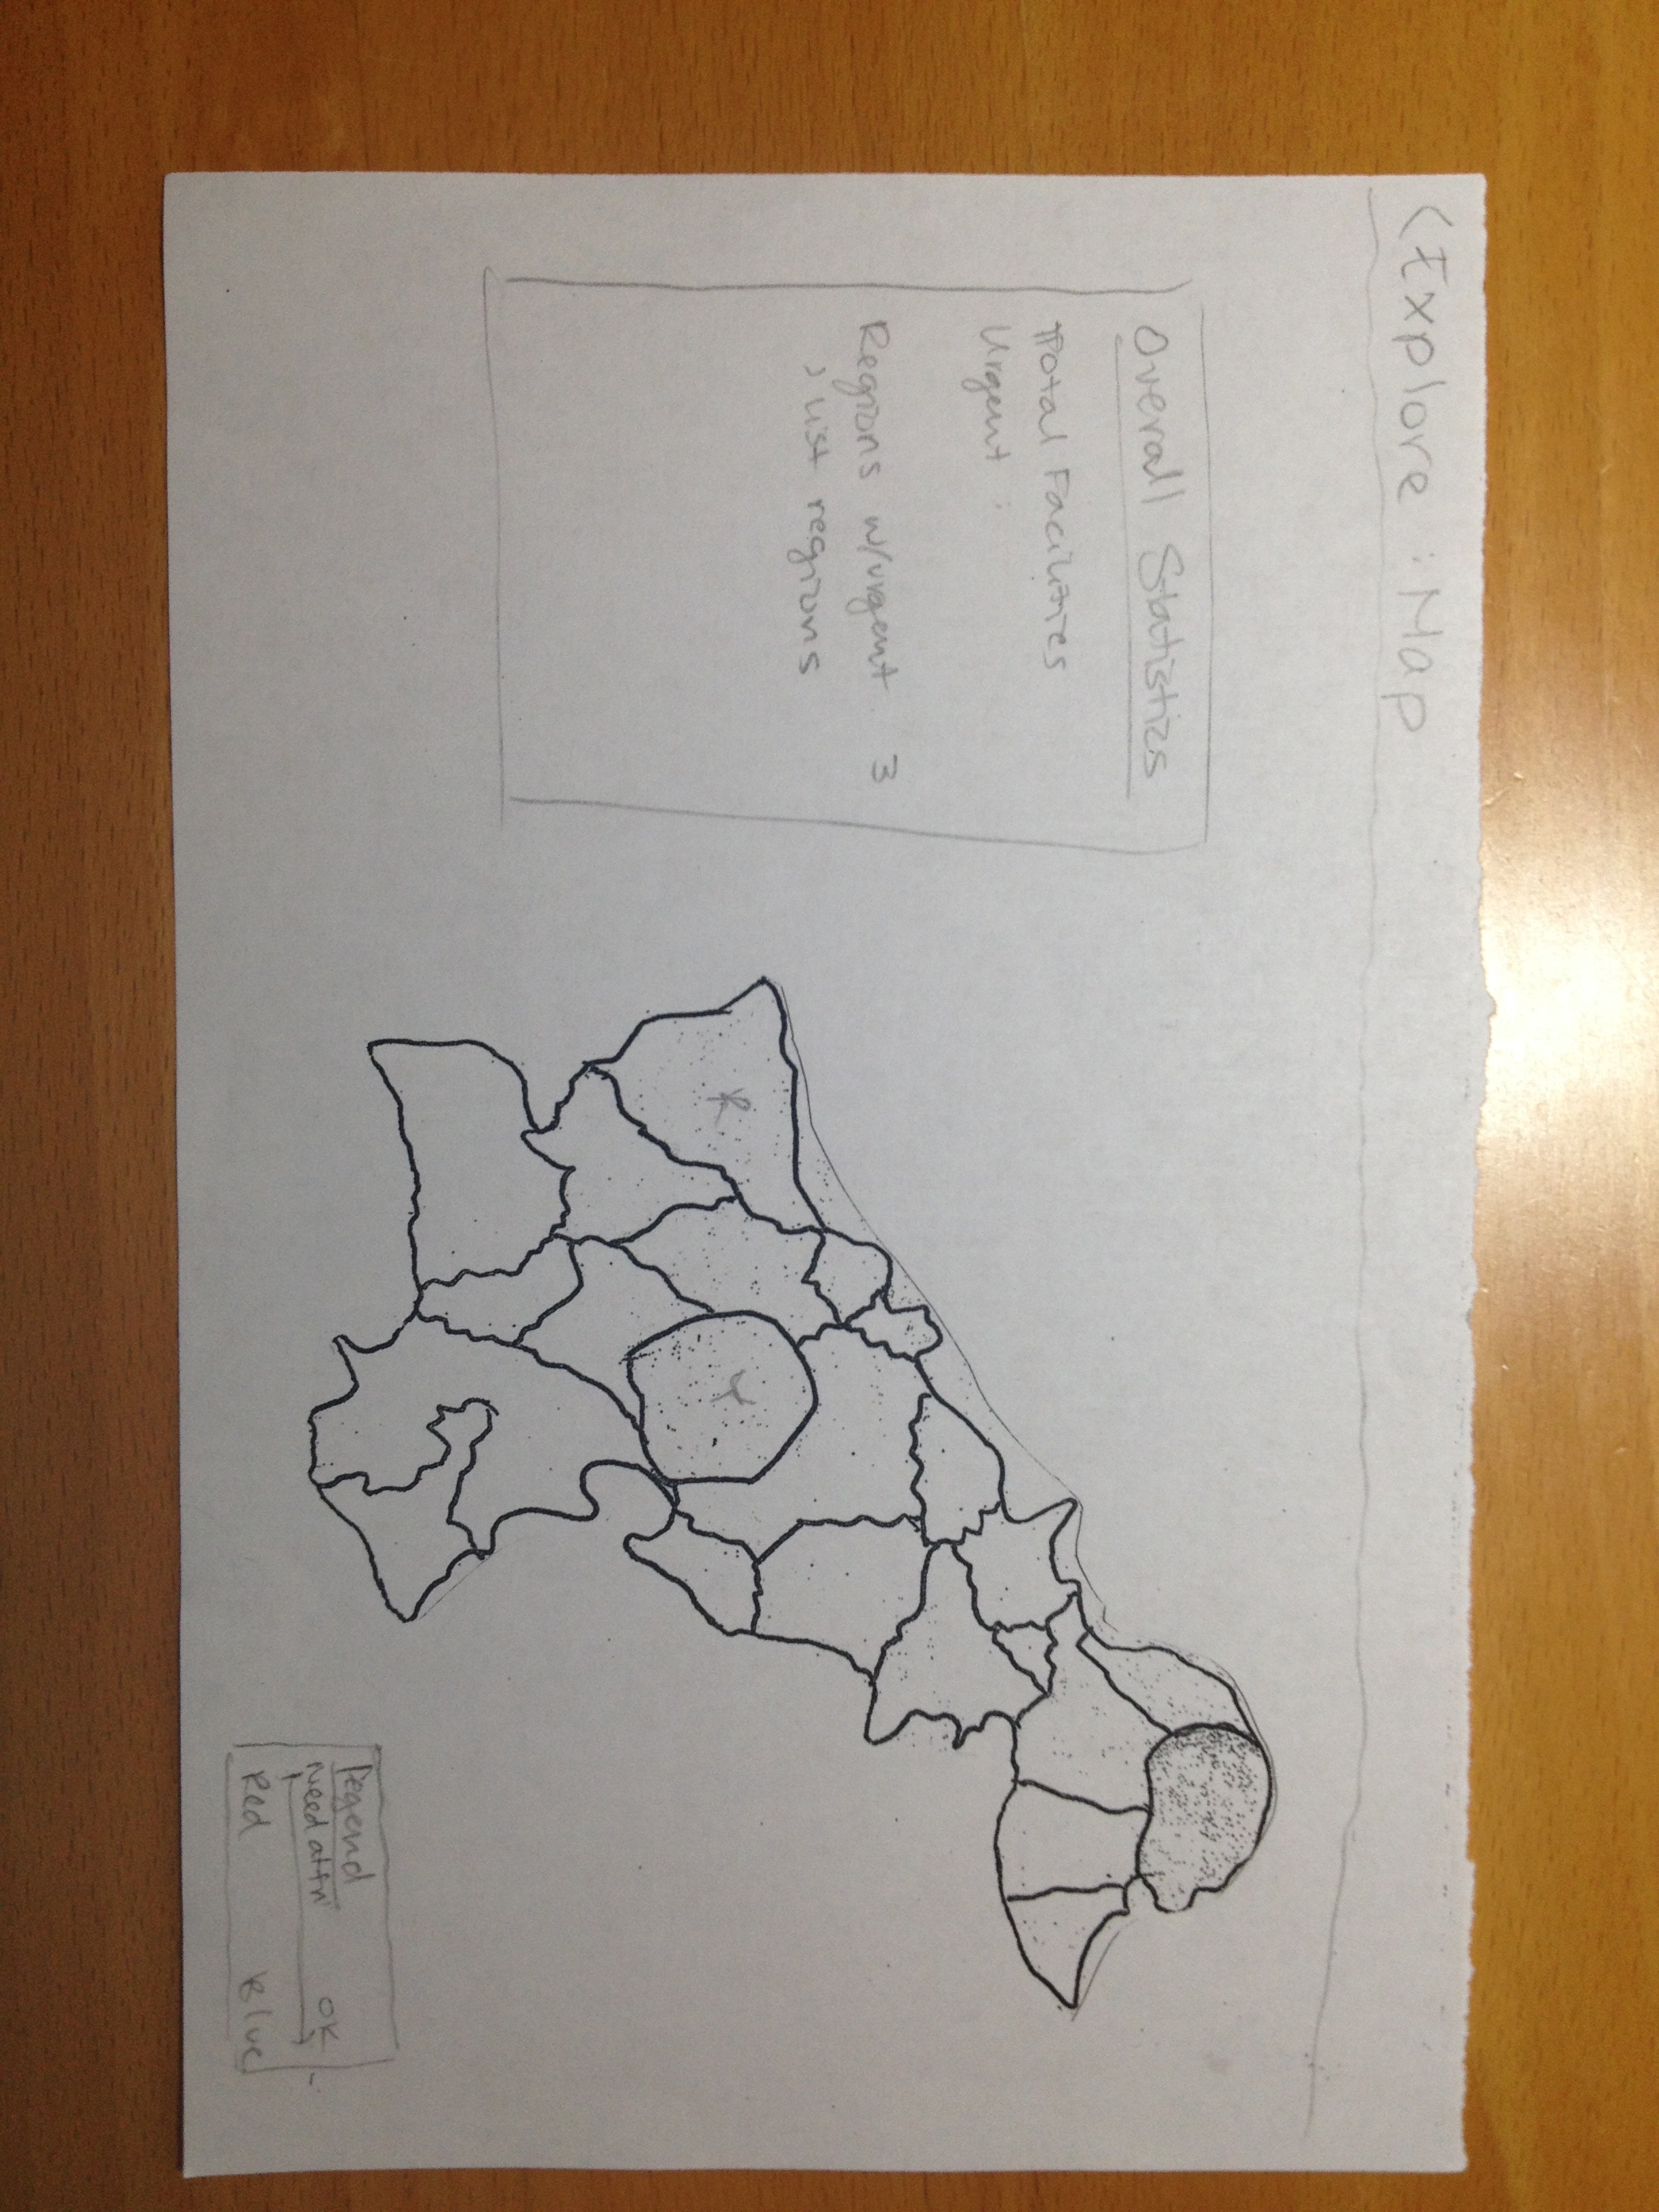 < Explore : Map
Overall Statistics
Total Facilities
Urgent :
Regions w/urgent 3
> list regions
R
Y
Legend
need attn OK
Red Blue